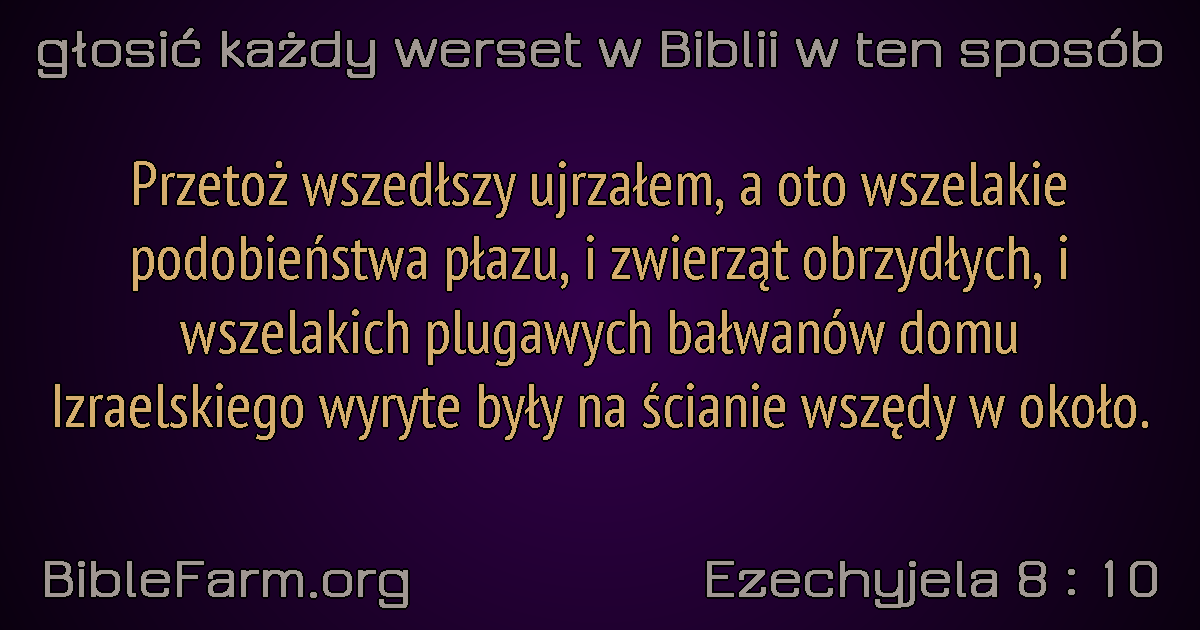 głosić każdy werset w Biblii w ten sposób
Przetoż wszedłszy ujrzałem, a oto wszelakie
podobieństwa płazu, i zwierząt obrzydłych, i
wszelakich plugawych bałwanów domu
Izraelskiego wyryte były na ścianie wszędy w około.
BibleFarm.org
Ezechyjela 8 : 10